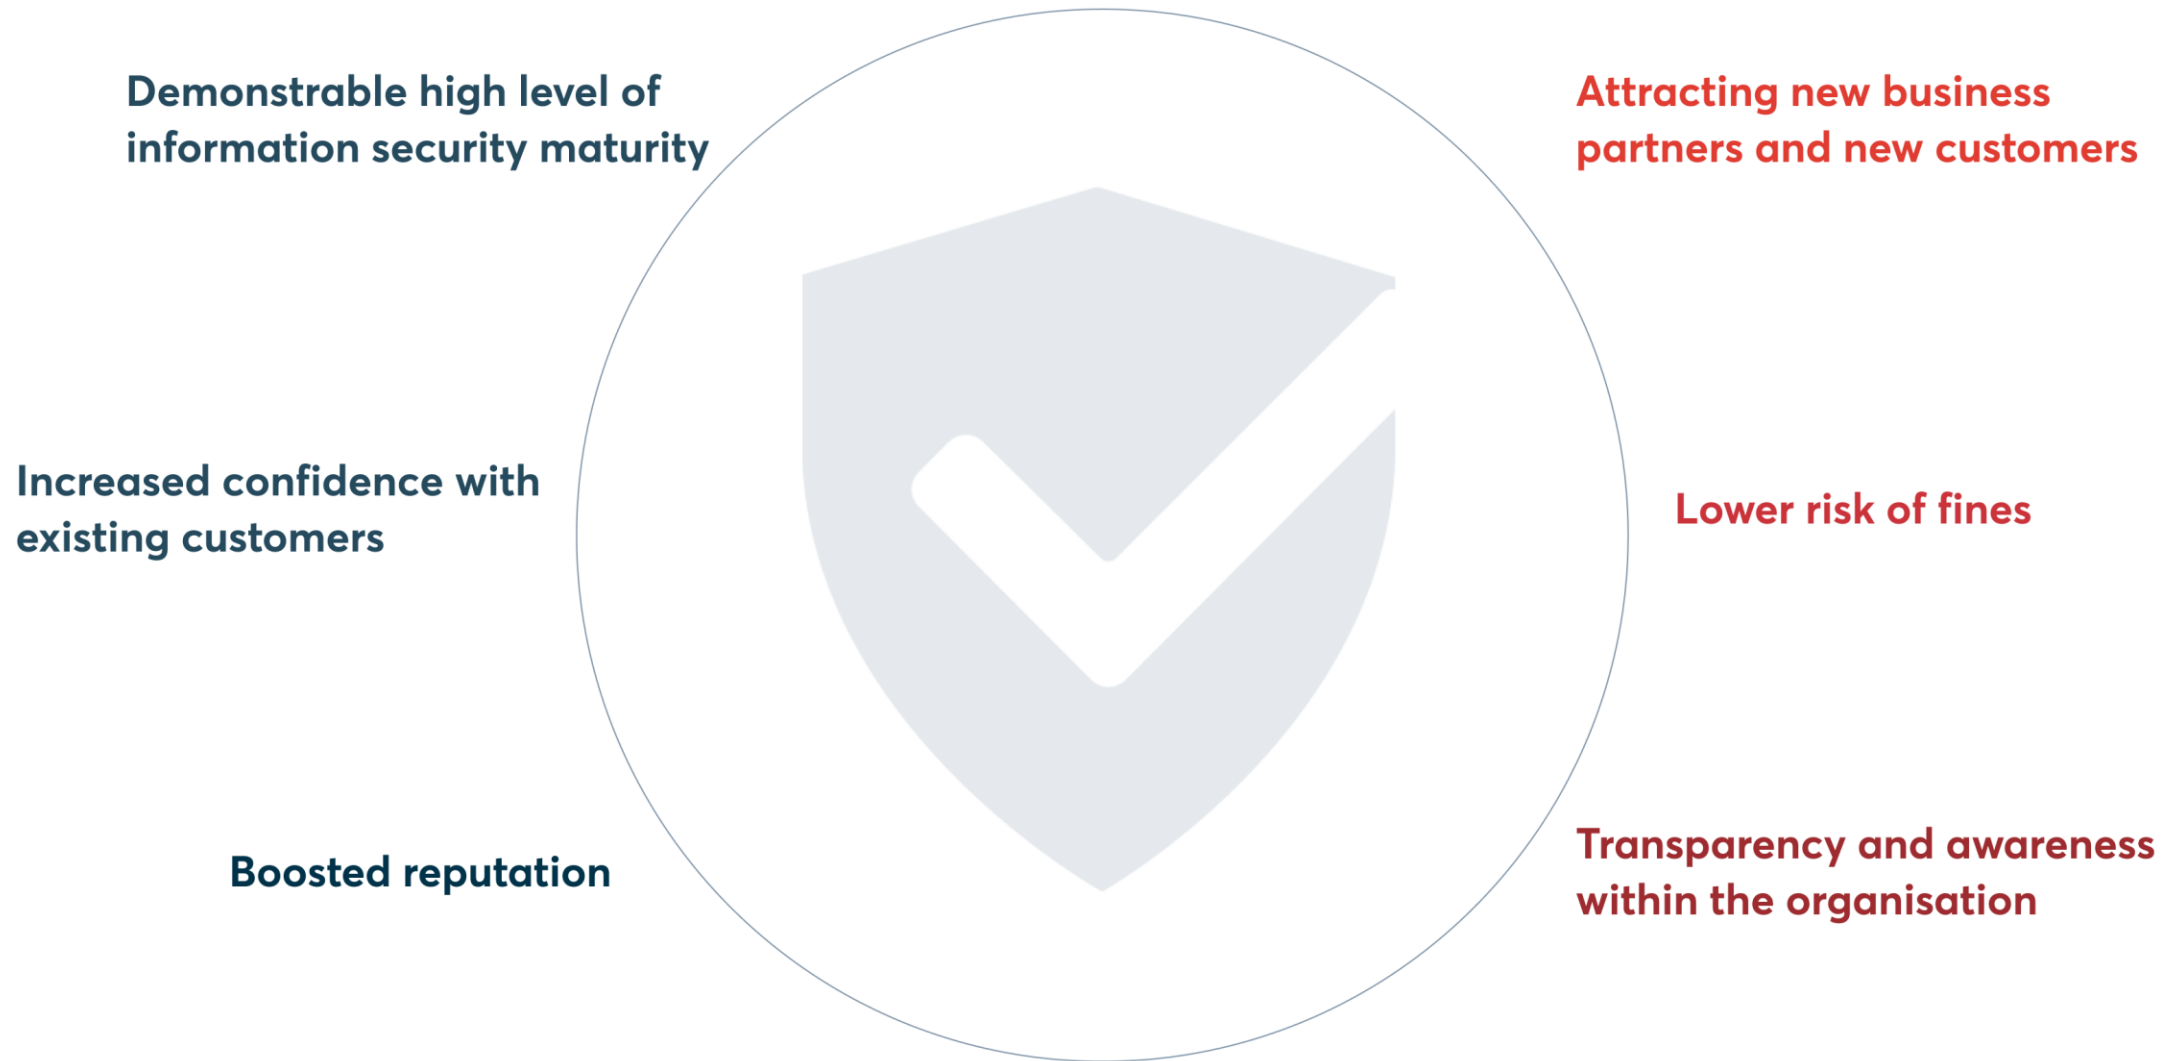 Demonstrable high level of
information security maturity
Increased confidence with
existing customers
Boosted reputation
Attracting new business
partners and new customers
Lower risk of fines
Transparency and awareness
within the organisation